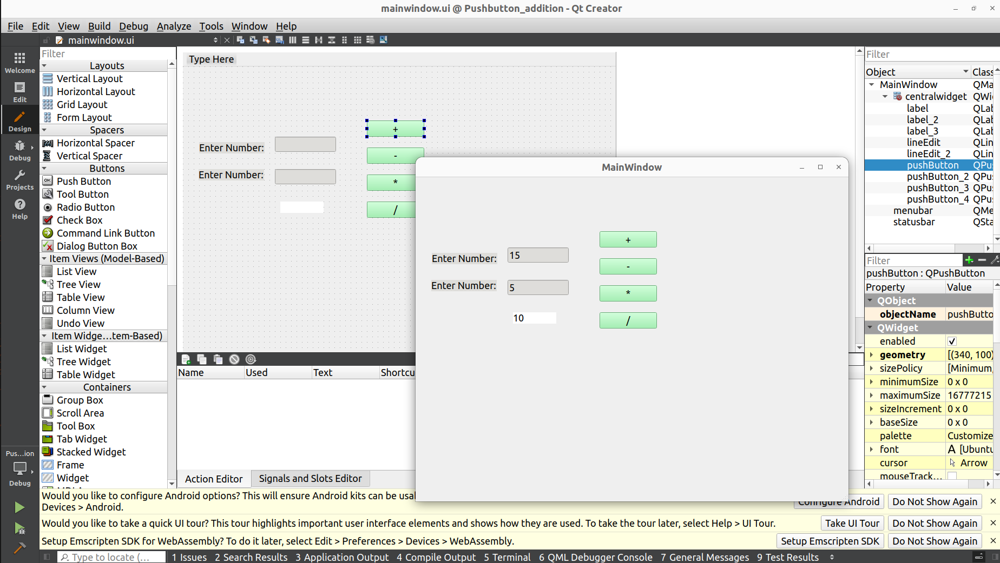 mainwindow.ui @ Pushbutton_addition - Qt Creator
File Edit View Build Debug Analyze Tools Window Help
mainwindow.ui
Welcome
Edit
Design
Debug
Projects
Help
Pus...ion
Debug
Filter
Layouts
Vertical Layout
Horizontal Layout
Grid Layout
Form Layout
Spacers
Horizontal Spacer
Vertical Spacer
Buttons
Push Button
Tool Button
Radio Button
Check Box
Command Link Button
Dialog Button Box
Item Views (Model-Based)
List View
Tree View
Table View
Column View
Undo View
Item Widge...tem-Based)
List Widget
Tree Widget
Table Widget
Containers
Group Box
Scroll Area
Tool Box
Tab Widget
Stacked Widget
Frame
Widget
Type Here
+
Enter Number:
-
Enter Number:
*
/
MainWindow
+
Enter Number: 15
-
Enter Number: 5
*
10
/
Name Used Text Shortcu
Action Editor Signals and Slots Editor
Filter
Object Class
MainWindow QMa
centralwidget QWi
label QLab
label_2 QLab
label_3 QLab
lineEdit QLin
lineEdit_2 QLin
pushButton QPu
pushButton_2 QPu
pushButton_3 QPu
pushButton_4 QPu
menubar QMe
statusbar QSta
Filter
pushButton : QPushButton
Property Value
QObject
objectName pushButto
QWidget
enabled
geometry [(340, 100)
sizePolicy [Minimum,
minimumSize 0 x 0
maximumSize 16777215
sizeIncrement 0 x 0
baseSize 0 x 0
palette Customize
font A [Ubuntu
cursor Arrow
mouseTrack...
Would you like to configure Android options? This will ensure Android kits can be usa
Devices > Android.
Configure Android Do Not Show Again
Would you like to take a quick UI tour? This tour highlights important user interface elements and shows how they are used. To take the tour later, select Help > UI Tour.
Take UI Tour Do Not Show Again
Setup Emscripten SDK for WebAssembly? To do it later, select Edit > Preferences > Devices > WebAssembly.
Setup Emscripten SDK Do Not Show Again
Type to locate (... 1 Issues 2 Search Results 3 Application Output 4 Compile Output 5 Terminal 6 QML Debugger Console 7 General Messages 9 Test Results